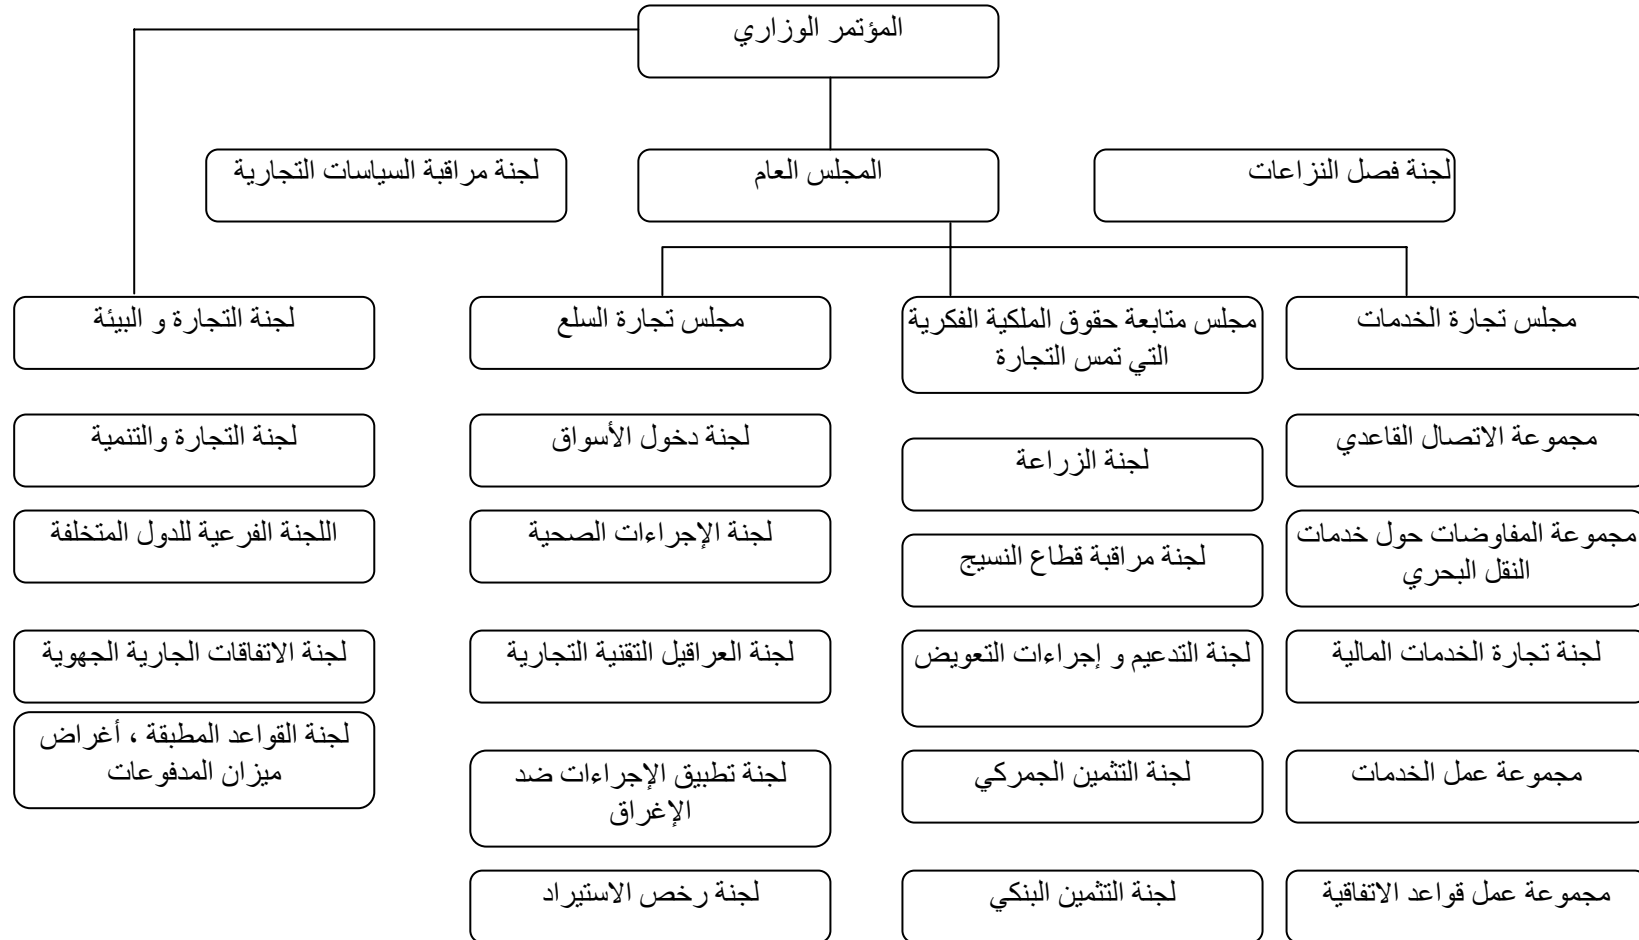 المؤتمر الوزاري
لجنة فصل النزاعات
المجلس العام
لجنة مراقبة السياسات التجارية
مجلس تجارة الخدمات
مجلس متابعة حقوق الملكية الفكرية
التي تمس التجارة
مجلس تجارة السلع
لجنة التجارة و البيئة
مجموعة الاتصال القاعدي
لجنة الزراعة
لجنة دخول الأسواق
لجنة التجارة والتنمية
مجموعة المفاوضات حول خدمات
النقل البحري
لجنة مراقبة قطاع النسيج
لجنة الإجراءات الصحية
اللجنة الفرعية للدول المتخلفة
لجنة تجارة الخدمات المالية
لجنة التدعيم و إجراءات التعويض
لجنة العراقيل التقنية التجارية
لجنة الاتفاقات الجارية الجهوية
لجنة القواعد المطبقة ، أغراض
ميزان المدفوعات
مجموعة عمل الخدمات
لجنة التثمين الجمركي
لجنة تطبيق الإجراءات ضد
الإغراق
مجموعة عمل قواعد الاتفاقية
لجنة التثمين البنكي
لجنة رخص الاستيراد